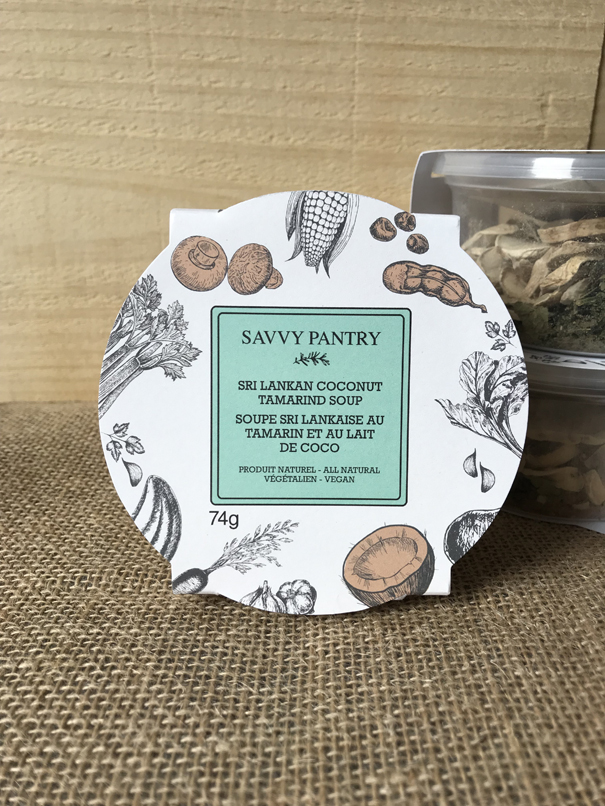 SAVVY PANTRY
SRI LANKAN COCONUT
TAMARIND SOUP
SOUPE SRI LANKAISE AU
TAMARIN ET AU LAIT
DE COCO
PRODUIT NATUREL - ALL NATURAL
VÉGÉTALIEN - VEGAN
74g